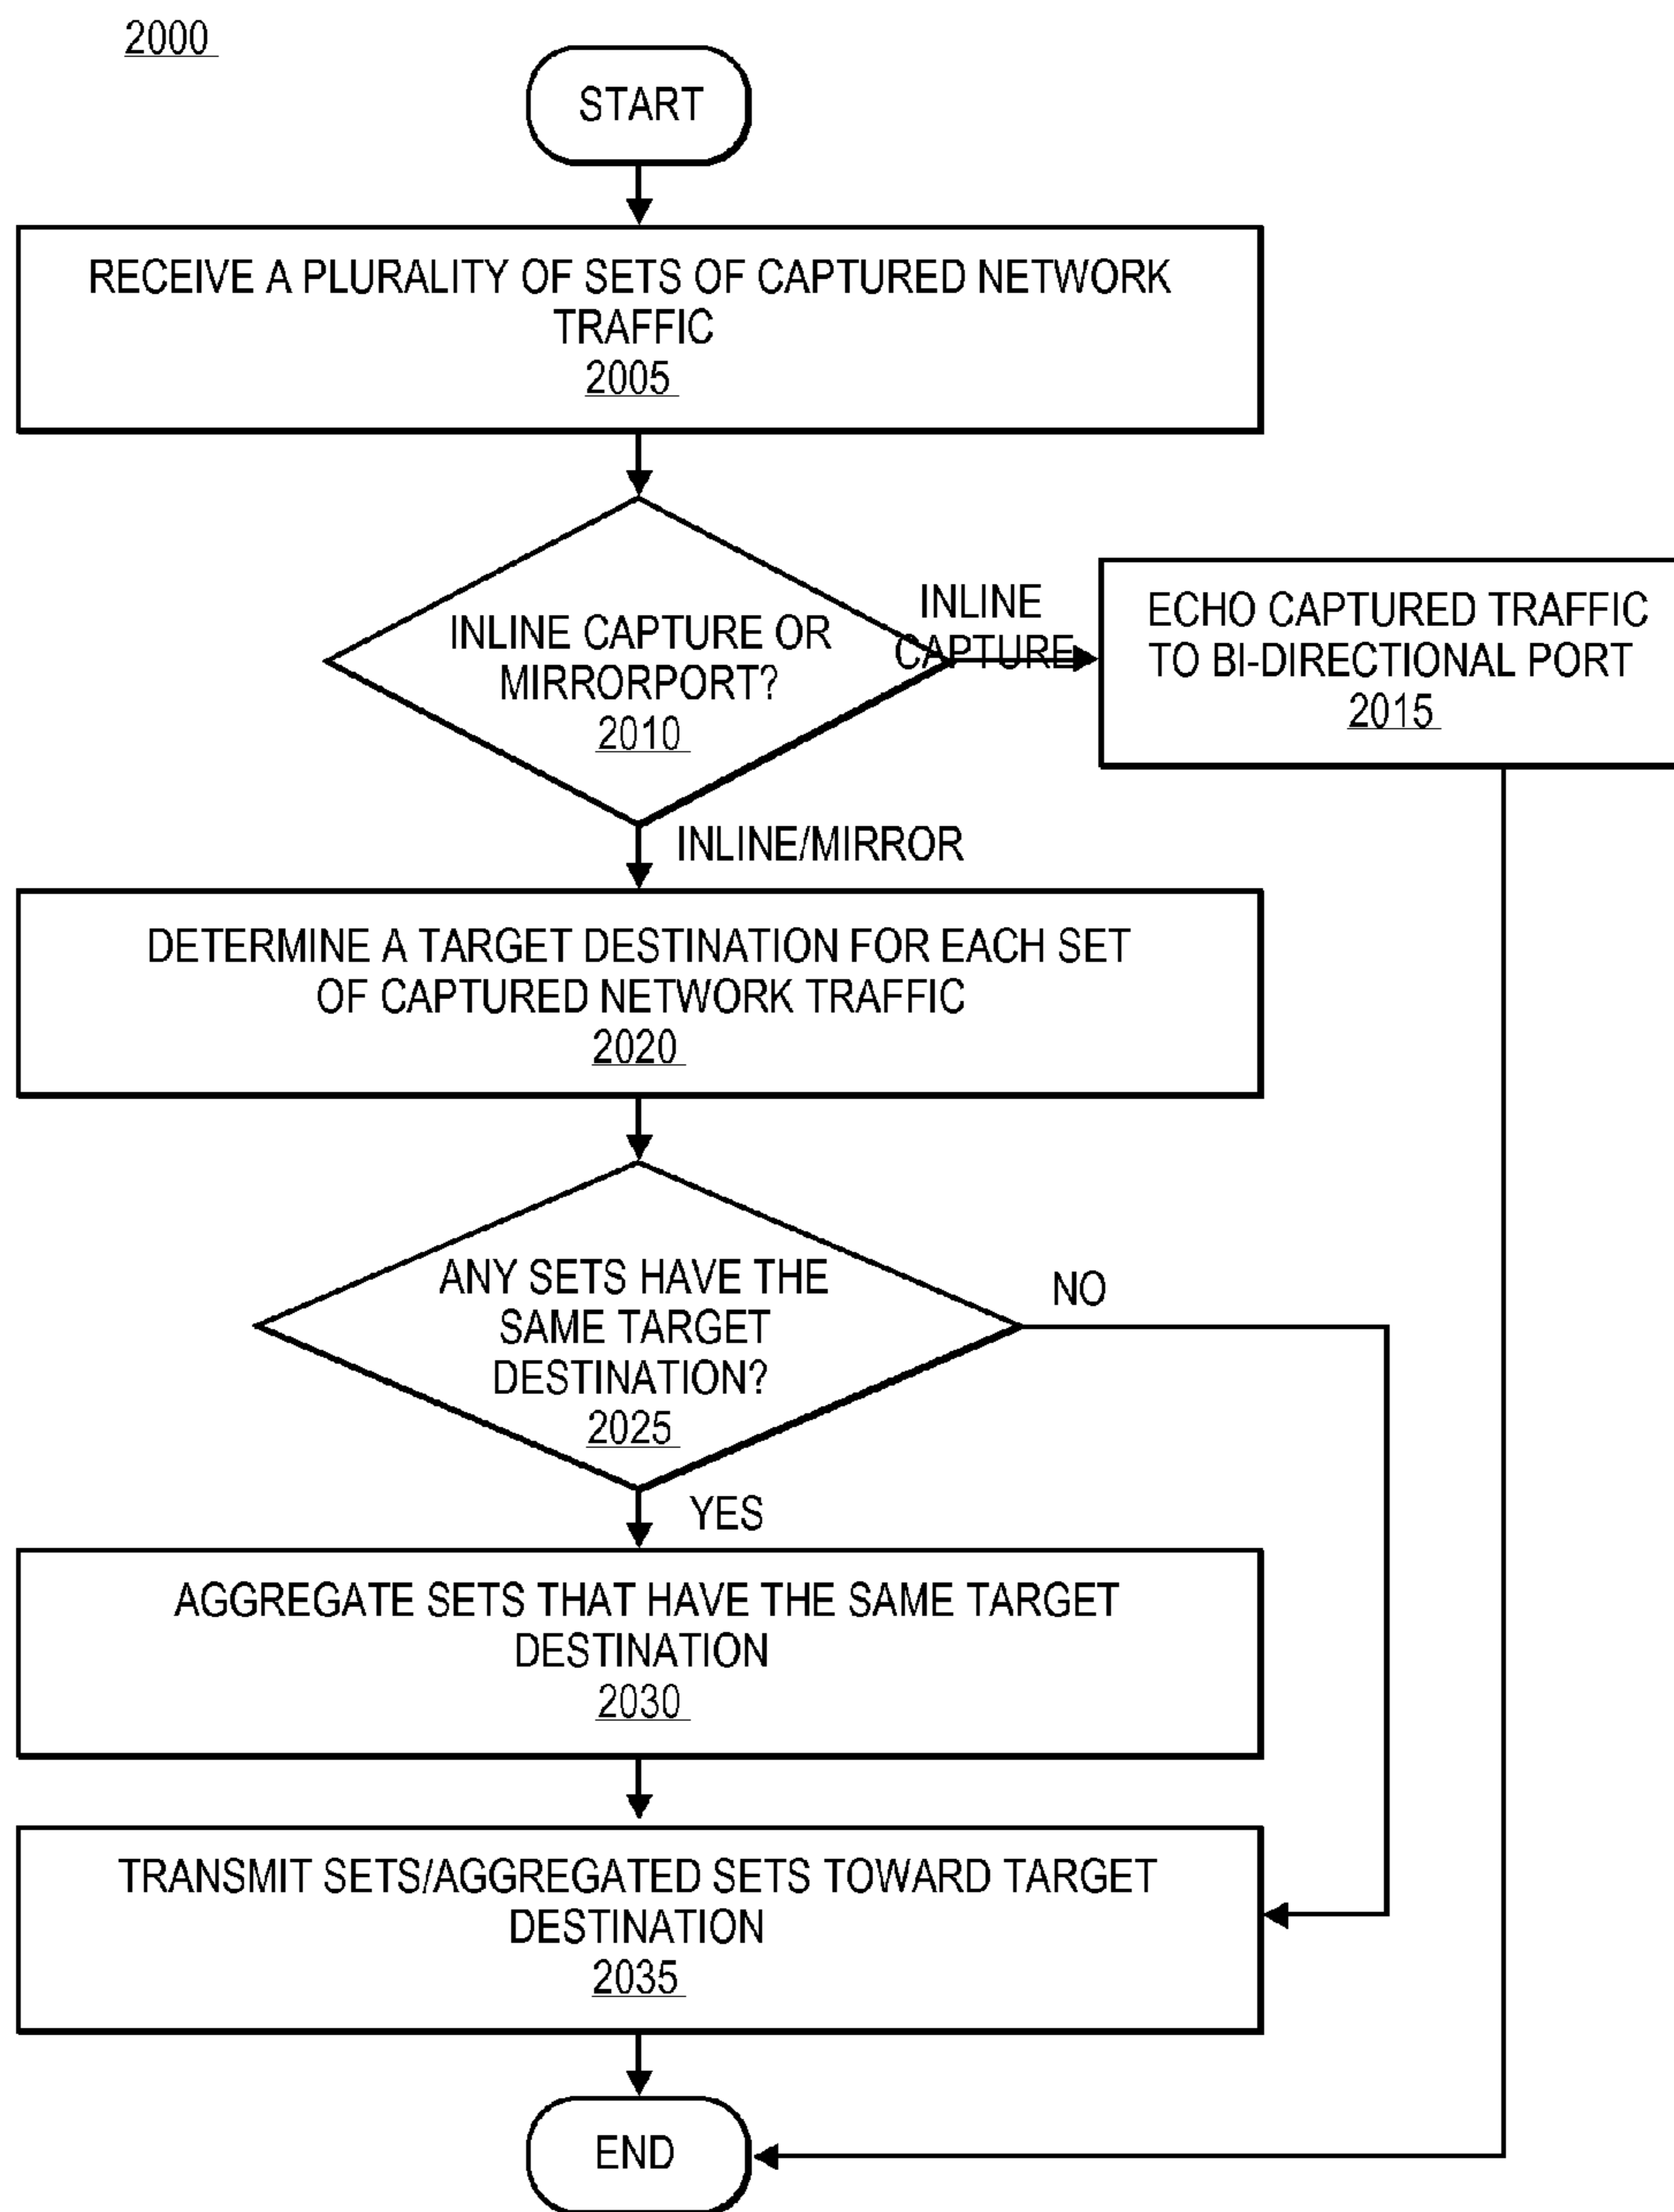 2000
START
RECEIVE A PLURALITY OF SETS OF CAPTURED NETWORK
TRAFFIC
2005
INLINE CAPTURE OR
MIRRORPORT?
2010
INLINE
CAPTURE
ECHO CAPTURED TRAFFIC
TO BI-DIRECTIONAL PORT
2015
INLINE/MIRROR
DETERMINE A TARGET DESTINATION FOR EACH SET
OF CAPTURED NETWORK TRAFFIC
2020
ANY SETS HAVE THE
SAME TARGET
DESTINATION?
2025
NO
YES
AGGREGATE SETS THAT HAVE THE SAME TARGET
DESTINATION
2030
TRANSMIT SETS/AGGREGATED SETS TOWARD TARGET
DESTINATION
2035
END